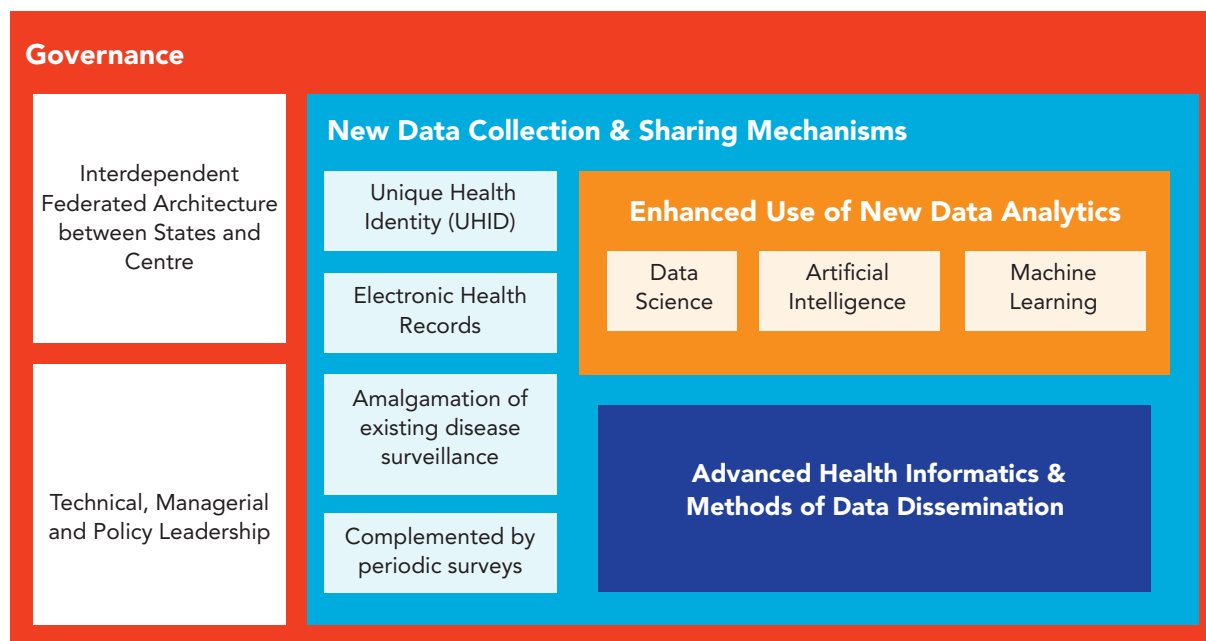 Governance
Interdependent
Federated Architecture
between States and
Centre
Technical, Managerial
and Policy Leadership
New Data Collection & Sharing Mechanisms
Unique Health
Identity (UHID)
Electronic Health
Records
Amalgamation of
existing disease
surveillance
Complemented by
periodic surveys
Enhanced Use of New Data Analytics
Data
Science
Artificial
Intelligence
Machine
Learning
Advanced Health Informatics &
Methods of Data Dissemination